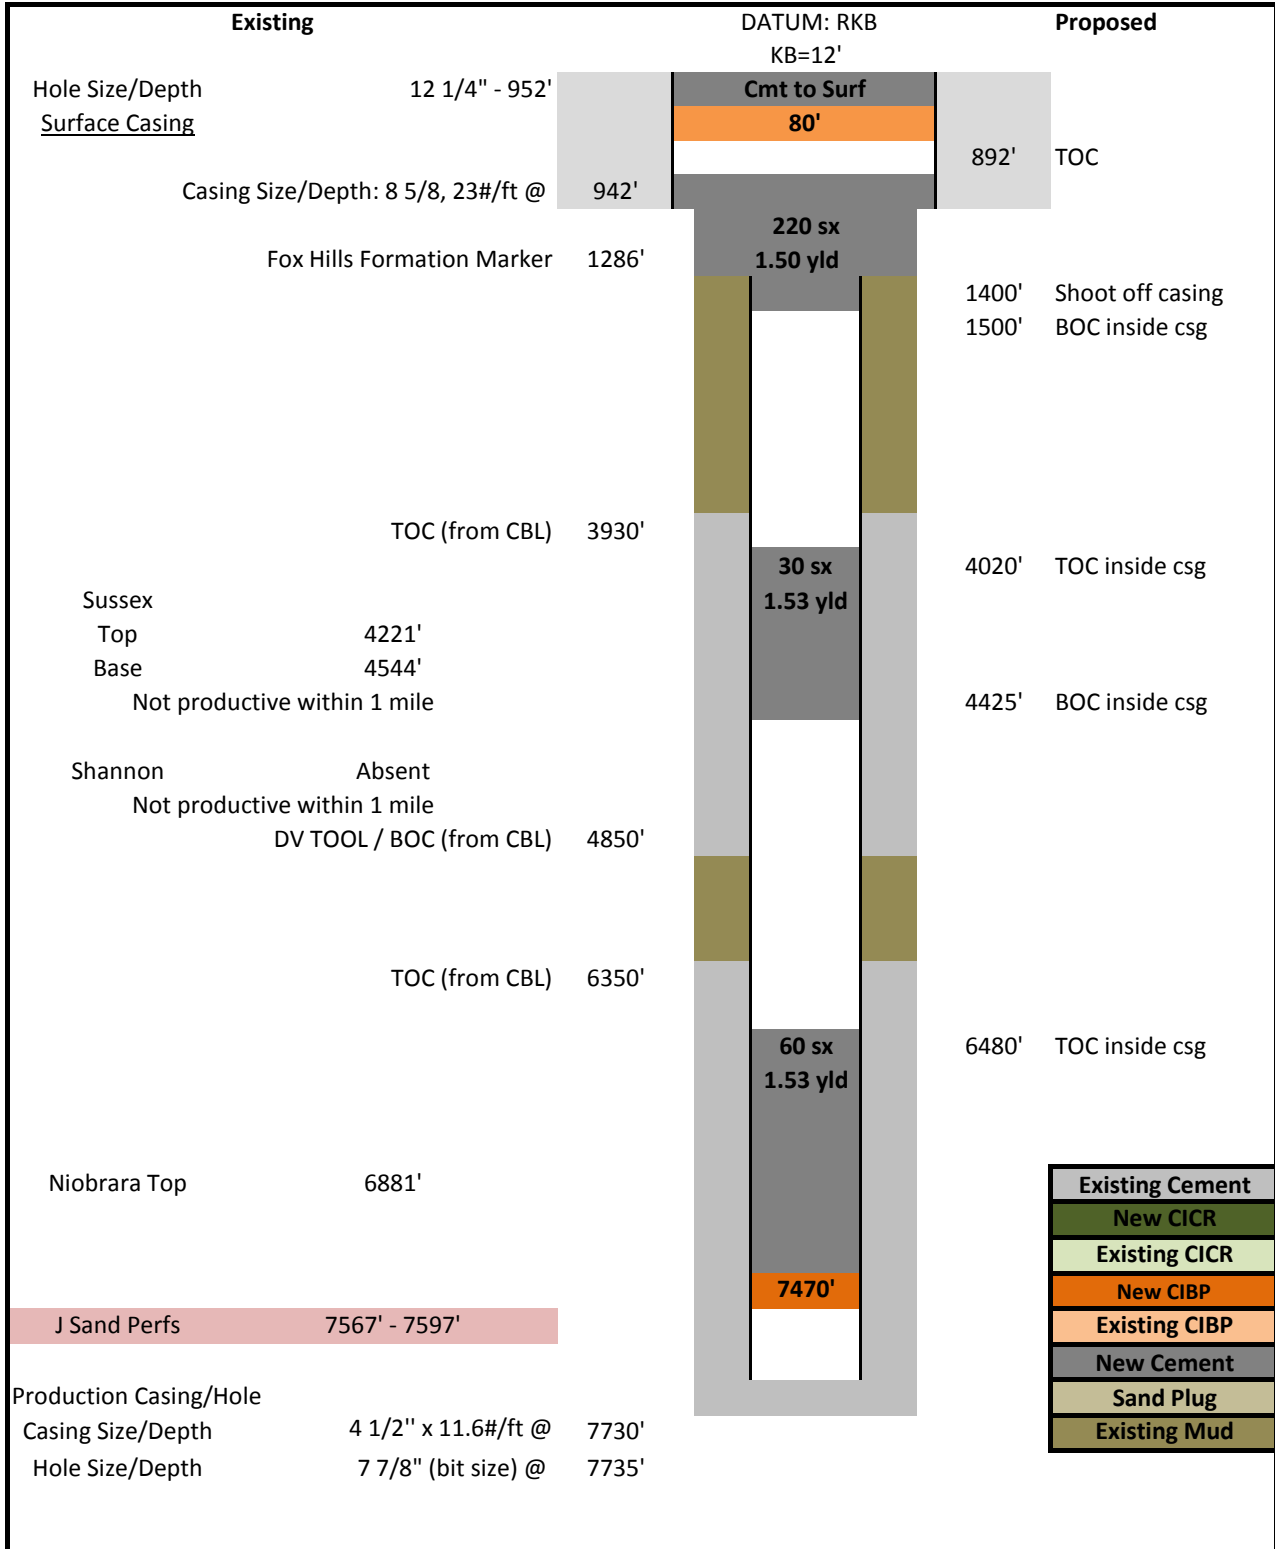 Existing DATUM: RKB Proposed
KB=12'
Hole Size/Depth 12 1/4" - 952' Cmt to Surf
Surface Casing 80'
892' TOC
Casing Size/Depth: 8 5/8, 23#/ft @ 942'
220 sx
Fox Hills Formation Marker 1286' 1.50 yld
1400' Shoot off casing
1500' BOC inside csg
TOC (from CBL) 3930'
30 sx 4020' TOC inside csg
Sussex 1.53 yld
Top 4221'
Base 4544'
Not productive within 1 mile 4425' BOC inside csg
Shannon Absent
Not productive within 1 mile
DV TOOL / BOC (from CBL) 4850'
TOC (from CBL) 6350'
60 sx 6480' TOC inside csg
1.53 yld
Niobrara Top 6881' Existing Cement
New CICR
Existing CICR
7470' New CIBP
J Sand Perfs 7567' - 7597' Existing CIBP
New Cement
Production Casing/Hole Sand Plug
Casing Size/Depth 4 1/2'' x 11.6#/ft @ 7730' Existing Mud
Hole Size/Depth 7 7/8" (bit size) @ 7735'